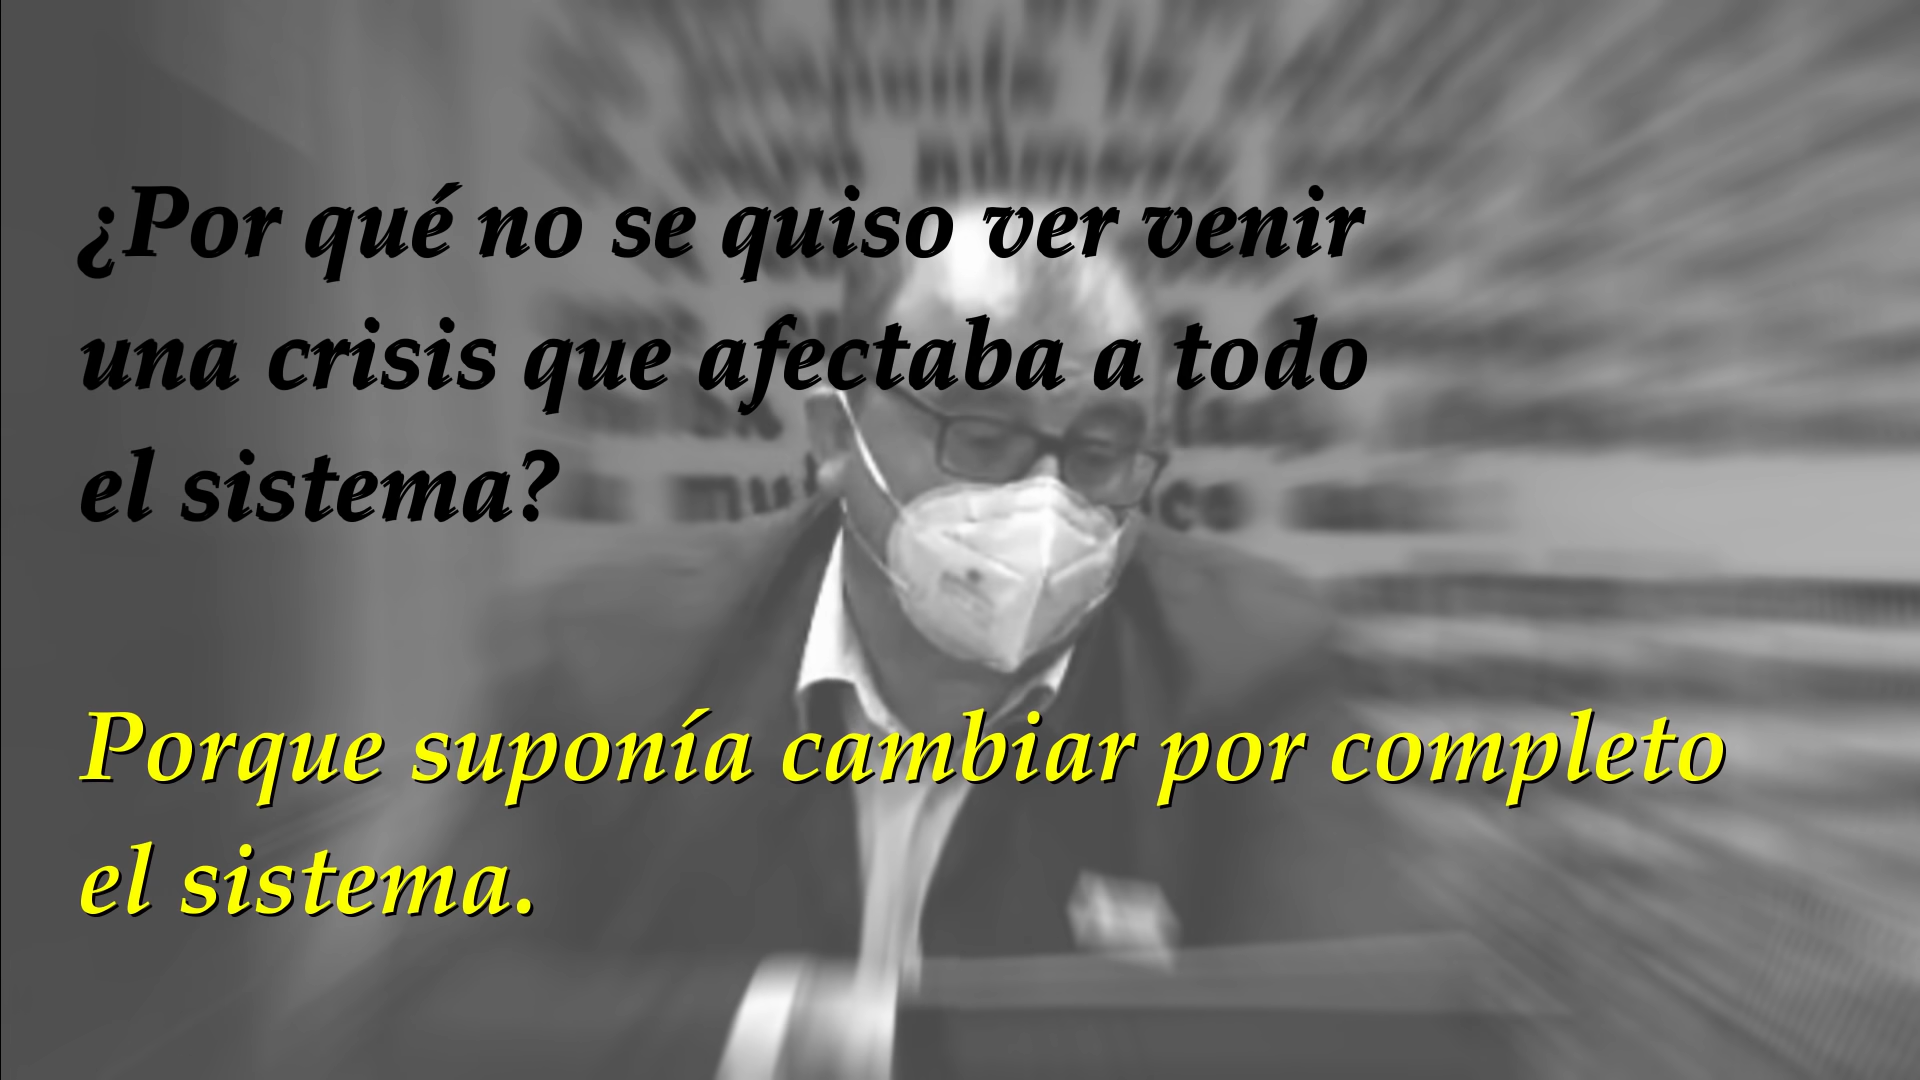 ¿Por qué no se quiso ver venir
una crisis que afectaba a todo
el sistema?
Porque suponía cambiar por completo
el sistema.